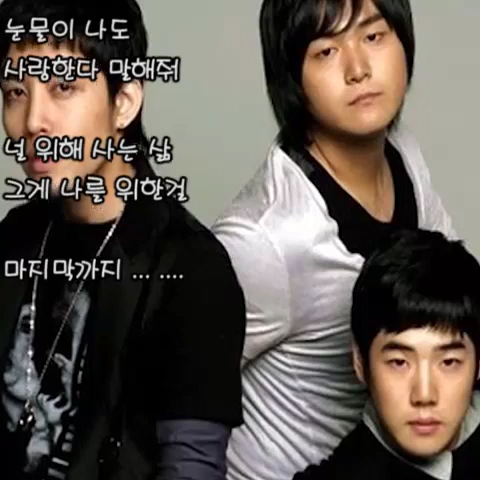 눈물이 나도
사랑한다 말해줘
널 위해 사는 삶
그게 나를 위한걸
마지막까지 ... ....